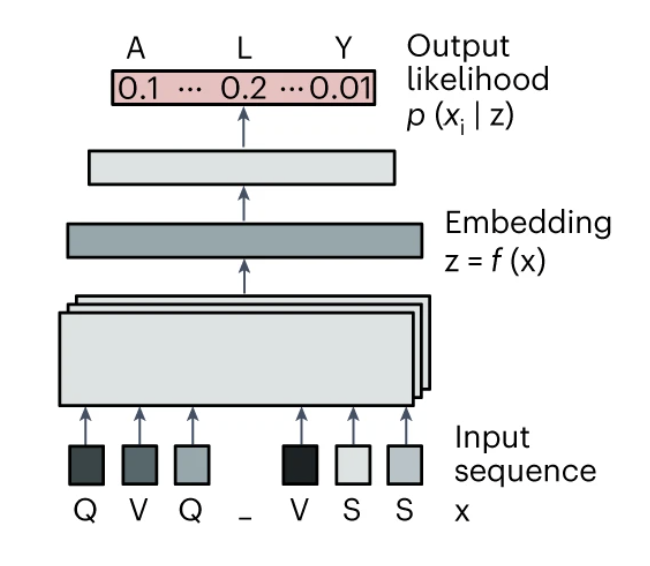 A L Y
0.1 ... 0.2 ... 0.01
Output
likelihood
p (xi | z)
Embedding
z = f (x)
Input
sequence
Q V Q _ V S S x